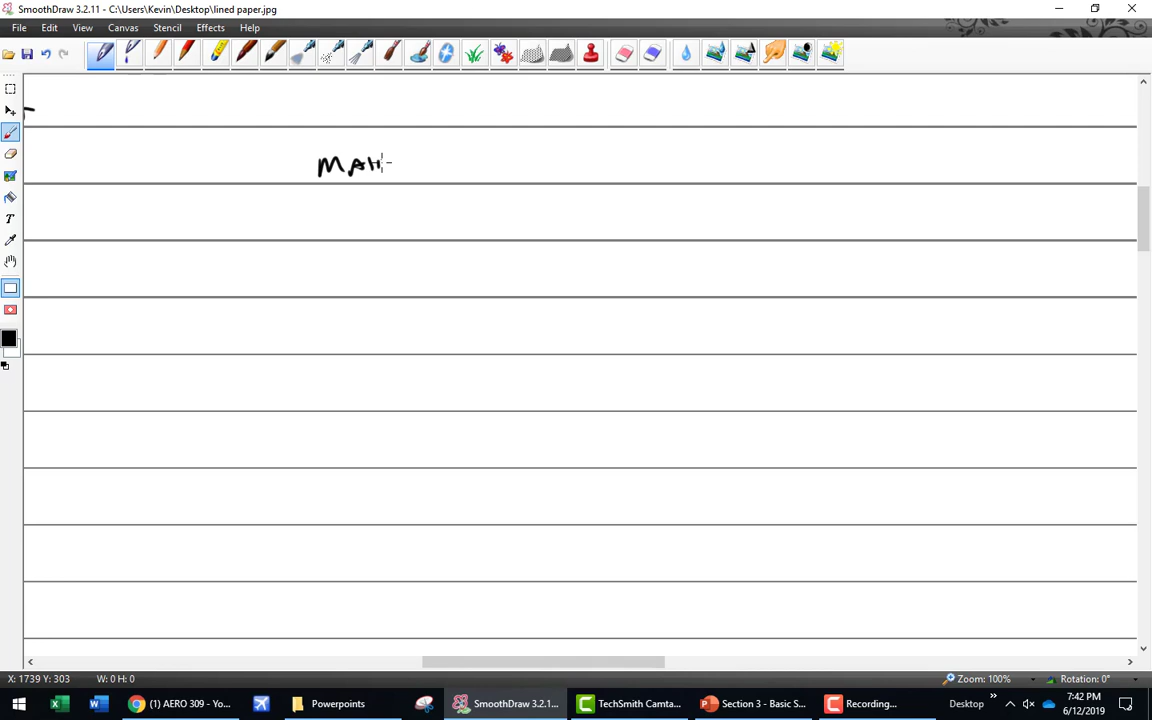 SmoothDraw 3.2.11 - C:\Users\Kevin\Desktop\lined paper.jpg
File Edit View Canvas Stencil Effects Help
MAH
X: 1739 Y: 303 W: 0 H: 0 Zoom: 100% Rotation: 0°
(1) AERO 309 - Yo... Powerpoints SmoothDraw 3.2.1... TechSmith Camta... Section 3 - Basic S... Recording... Desktop 7:42 PM
6/12/2019